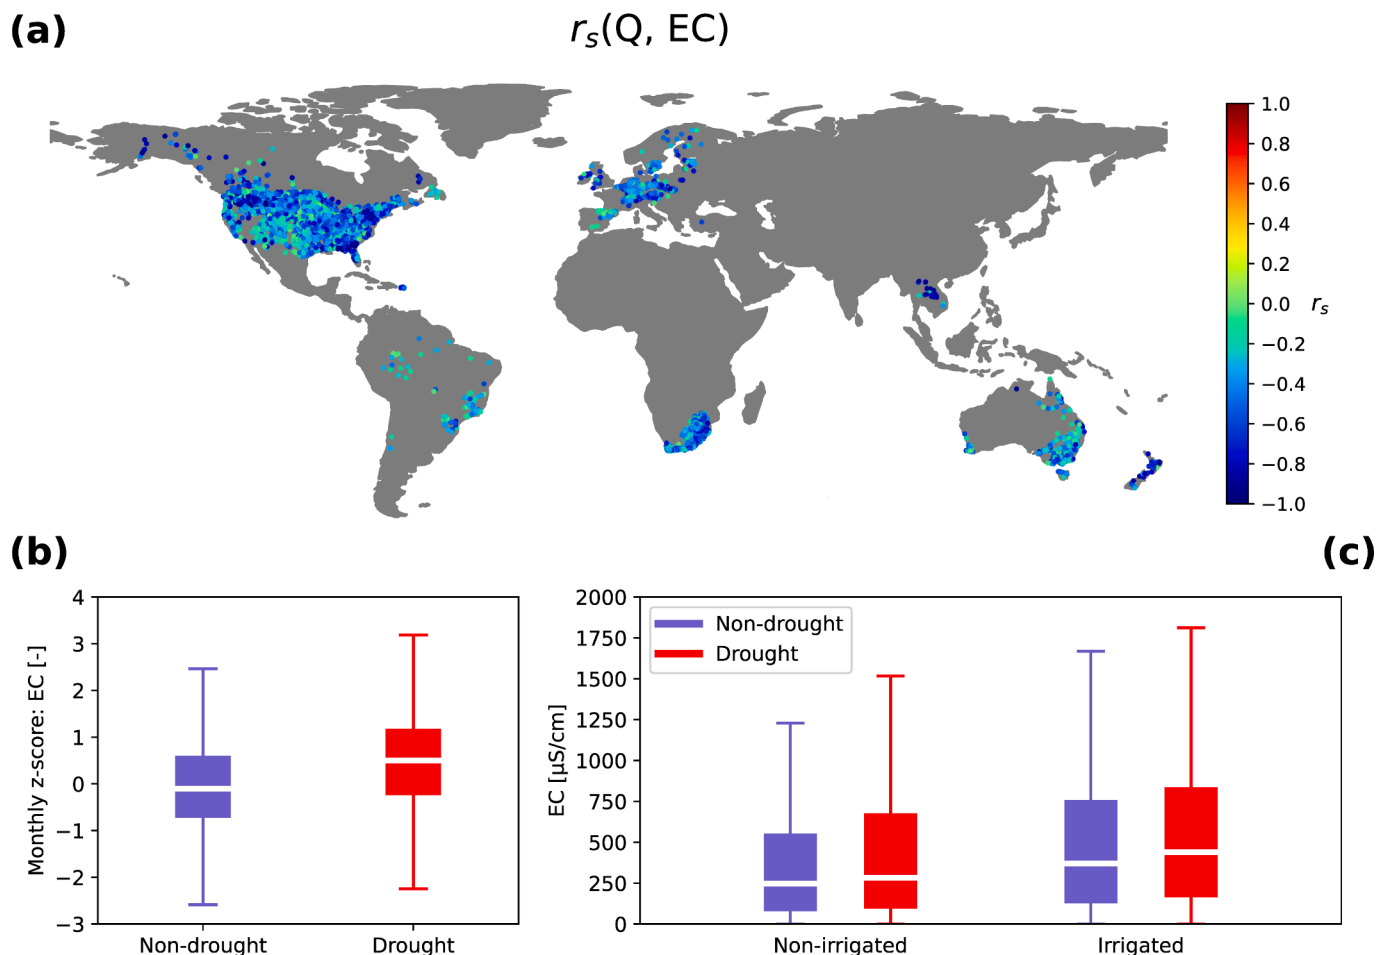 (a)
rs(Q, EC)
1.0
0.8
0.6
0.4
0.2
0.0
−0.2
−0.4
−0.6
−0.8
−1.0
rs
(b)
(c)
4
3
2
1
0
−1
−2
−3
Monthly z-score: EC [-]
Non-drought
Drought
2000
1750
1500
1250
1000
750
500
250
0
EC [µS/cm]
Non-drought
Drought
Non-irrigated
Irrigated